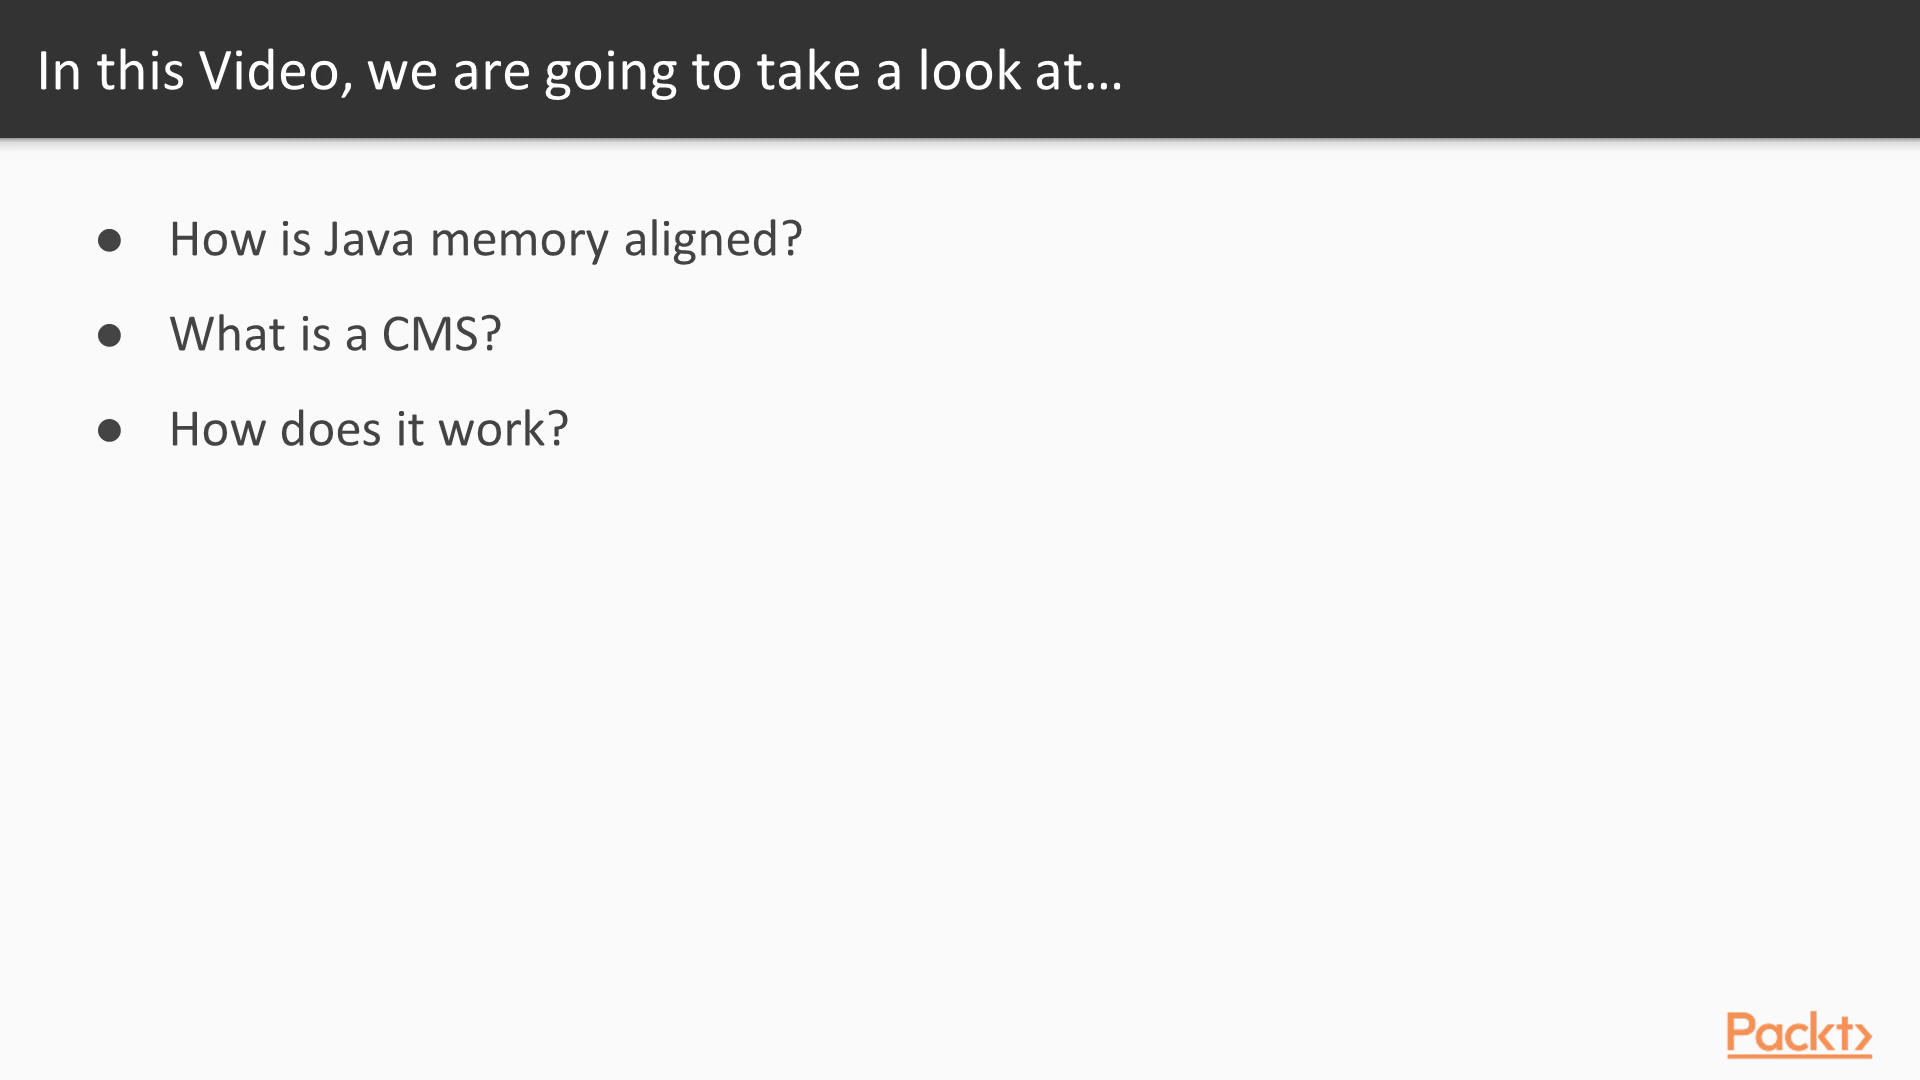 In this Video, we are going to take a look at...
● How is Java memory aligned?
● What is a CMS?
● How does it work?
Packt>